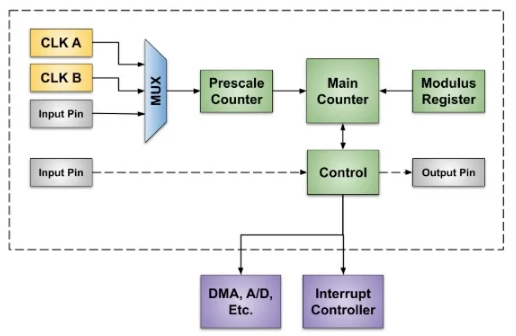 CLK A
CLK B
Input Pin
MUX
Prescale
Counter
Main
Counter
Modulus
Register
Input Pin
Control
Output Pin
DMA, A/D,
Etc.
Interrupt
Controller